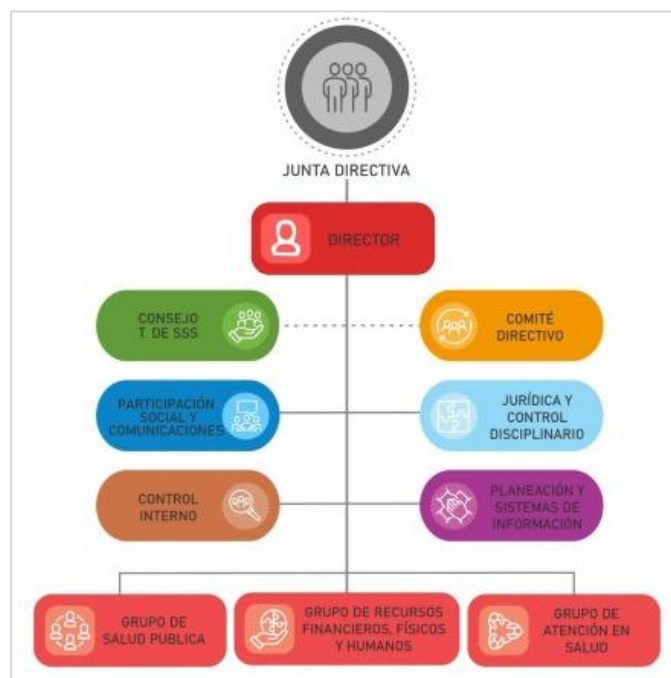 JUNTA DIRECTIVA
DIRECTOR
CONSEJO
T. DE SSS
COMITÉ
DIRECTIVO
PARTICIPACIÓN
SOCIAL Y
COMUNICACIONES
JURÍDICA Y
CONTROL
DISCIPLINARIO
CONTROL
INTERNO
PLANEACIÓN Y
SISTEMAS DE
INFORMACIÓN
GRUPO DE
SALUD PUBLICA
GRUPO DE RECURSOS
FINANCIEROS, FÍSICOS
Y HUMANOS
GRUPO DE
ATENCIÓN EN
SALUD